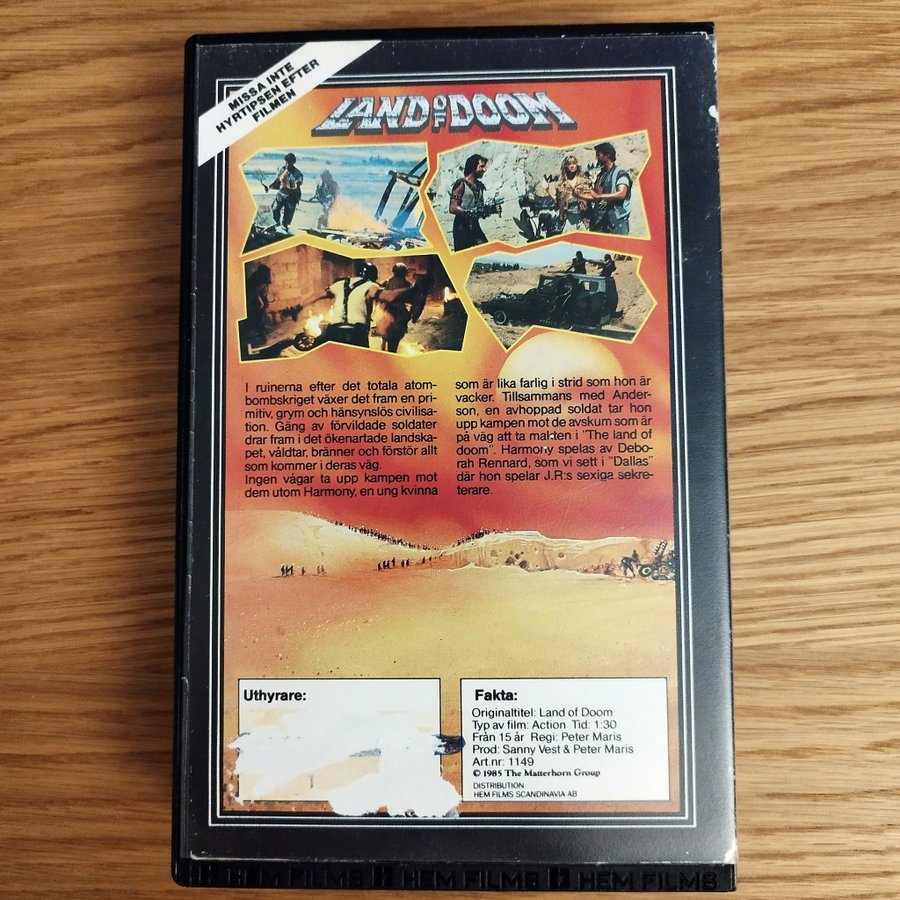 MISSA INTE
HYRTIPSEN EFTER
FILMEN
LAND OF DOOM
I ruinerna efter det totala atom-
bombskriget växer det fram en pri-
mitiv, grym och hänsynslös civilisa-
tion. Gäng av förvildade soldater
drar fram i det ökenartade landska-
pet, våldtar, bränner och förstör allt
som kommer i deras väg.
Ingen vågar ta upp kampen mot
dem utom Harmony, en ung kvinna
som är lika farlig i strid som hon är
vacker. Tillsammans med Ander-
son, en avhoppad soldat tar hon
upp kampen mot de avskum som är
på väg att ta makten i "The land of
doom". Harmony spelas av Debo-
rah Rennard, som vi sett i "Dallas"
där hon spelar J.R:s sexiga sekre-
terare.
Uthyrare:
Fakta:
Originaltitel: Land of Doom
Typ av film: Action Tid: 1:30
Från 15 år Regi: Peter Maris
Prod: Sanny Vest & Peter Maris
Art.nr: 1149
© 1985 The Matterhorn Group
DISTRIBUTION
HEM FILMS SCANDINAVIA AB
HEM FILMS HEM FILMS HEM FILMS